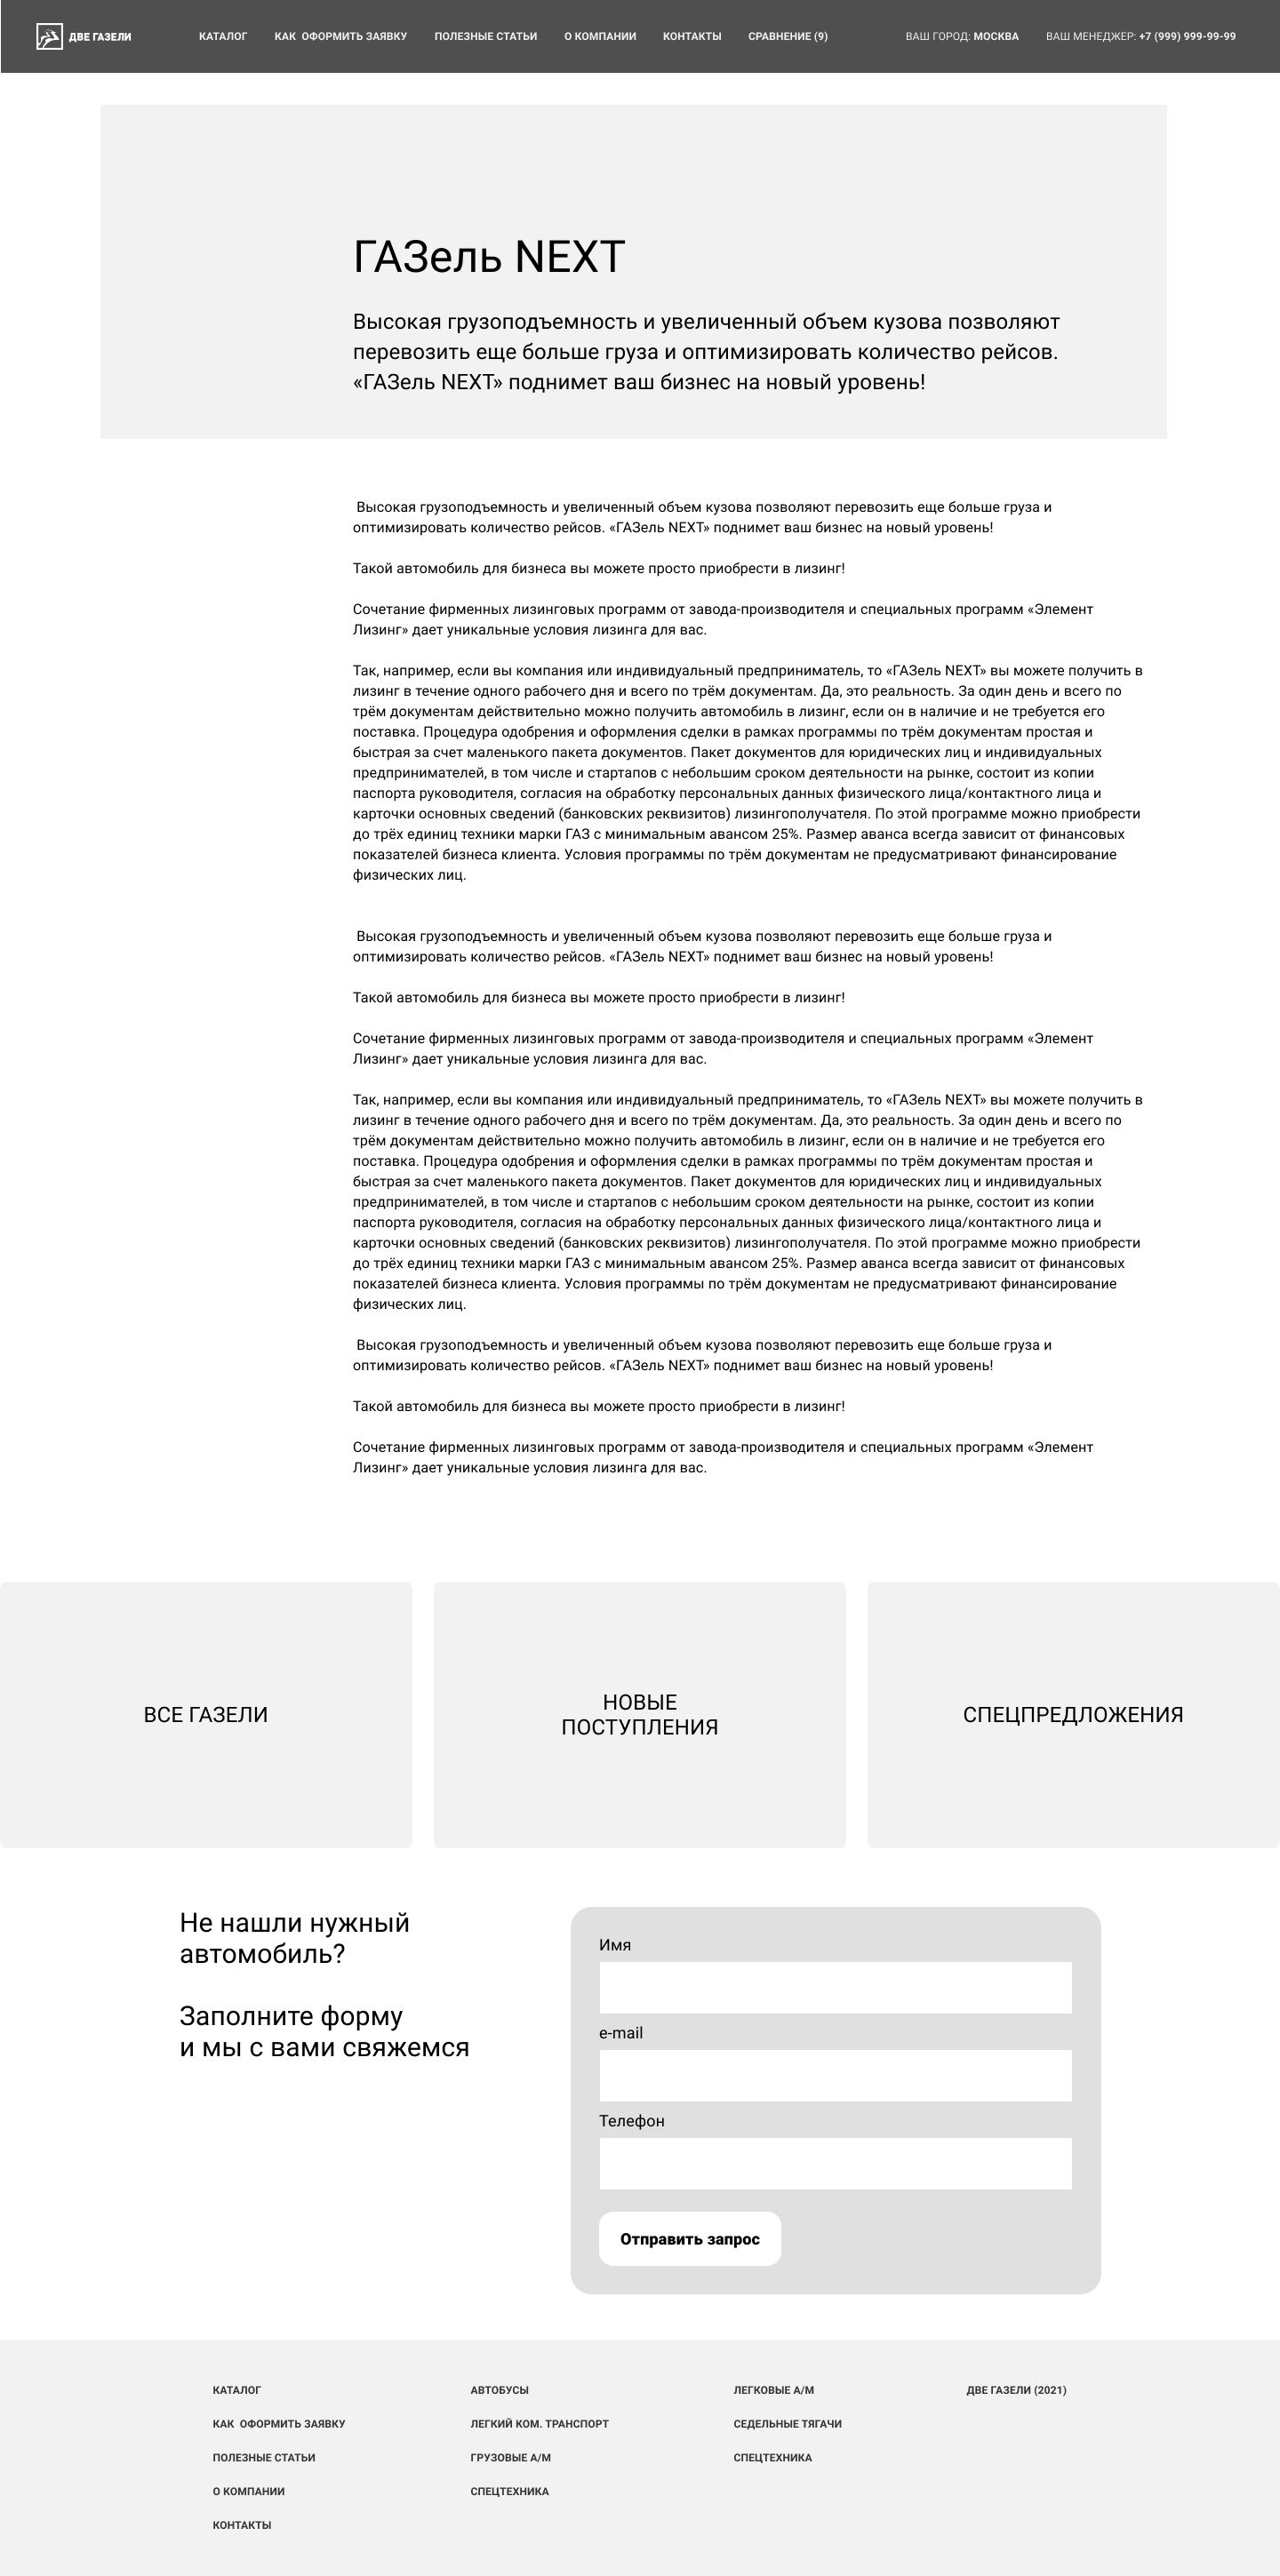 ДВЕ ГАЗЕЛИ
КАТАЛОГ
КАК ОФОРМИТЬ ЗАЯВКУ
ПОЛЕЗНЫЕ СТАТЬИ
О КОМПАНИИ
КОНТАКТЫ
СРАВНЕНИЕ (9)
ВАШ ГОРОД: МОСКВА
ВАШ МЕНЕДЖЕР: +7 (999) 999-99-99
ГАЗель NEXT
Высокая грузоподъемность и увеличенный объем кузова позволяют
перевозить еще больше груза и оптимизировать количество рейсов.
«ГАЗель NEXT» поднимет ваш бизнес на новый уровень!
Высокая грузоподъемность и увеличенный объем кузова позволяют перевозить еще больше груза и
оптимизировать количество рейсов. «ГАЗель NEXT» поднимет ваш бизнес на новый уровень!
Такой автомобиль для бизнеса вы можете просто приобрести в лизинг!
Сочетание фирменных лизинговых программ от завода-производителя и специальных программ «Элемент
Лизинг» дает уникальные условия лизинга для вас.
Так, например, если вы компания или индивидуальный предприниматель, то «ГАЗель NEXT» вы можете получить в
лизинг в течение одного рабочего дня и всего по трём документам. Да, это реальность. За один день и всего по
трём документам действительно можно получить автомобиль в лизинг, если он в наличие и не требуется его
поставка. Процедура одобрения и оформления сделки в рамках программы по трём документам простая и
быстрая за счет маленького пакета документов. Пакет документов для юридических лиц и индивидуальных
предпринимателей, в том числе и стартапов с небольшим сроком деятельности на рынке, состоит из копии
паспорта руководителя, согласия на обработку персональных данных физического лица/контактного лица и
карточки основных сведений (банковских реквизитов) лизингополучателя. По этой программе можно приобрести
до трёх единиц техники марки ГАЗ с минимальным авансом 25%. Размер аванса всегда зависит от финансовых
показателей бизнеса клиента. Условия программы по трём документам не предусматривают финансирование
физических лиц.
Высокая грузоподъемность и увеличенный объем кузова позволяют перевозить еще больше груза и
оптимизировать количество рейсов. «ГАЗель NEXT» поднимет ваш бизнес на новый уровень!
Такой автомобиль для бизнеса вы можете просто приобрести в лизинг!
Сочетание фирменных лизинговых программ от завода-производителя и специальных программ «Элемент
Лизинг» дает уникальные условия лизинга для вас.
Так, например, если вы компания или индивидуальный предприниматель, то «ГАЗель NEXT» вы можете получить в
лизинг в течение одного рабочего дня и всего по трём документам. Да, это реальность. За один день и всего по
трём документам действительно можно получить автомобиль в лизинг, если он в наличие и не требуется его
поставка. Процедура одобрения и оформления сделки в рамках программы по трём документам простая и
быстрая за счет маленького пакета документов. Пакет документов для юридических лиц и индивидуальных
предпринимателей, в том числе и стартапов с небольшим сроком деятельности на рынке, состоит из копии
паспорта руководителя, согласия на обработку персональных данных физического лица/контактного лица и
карточки основных сведений (банковских реквизитов) лизингополучателя. По этой программе можно приобрести
до трёх единиц техники марки ГАЗ с минимальным авансом 25%. Размер аванса всегда зависит от финансовых
показателей бизнеса клиента. Условия программы по трём документам не предусматривают финансирование
физических лиц.
Высокая грузоподъемность и увеличенный объем кузова позволяют перевозить еще больше груза и
оптимизировать количество рейсов. «ГАЗель NEXT» поднимет ваш бизнес на новый уровень!
Такой автомобиль для бизнеса вы можете просто приобрести в лизинг!
Сочетание фирменных лизинговых программ от завода-производителя и специальных программ «Элемент
Лизинг» дает уникальные условия лизинга для вас.
ВСЕ ГАЗЕЛИ
НОВЫЕ
ПОСТУПЛЕНИЯ
СПЕЦПРЕДЛОЖЕНИЯ
Не нашли нужный
автомобиль?
Заполните форму
и мы с вами свяжемся
Имя
e-mail
Телефон
Отправить запрос
КАТАЛОГ
КАК ОФОРМИТЬ ЗАЯВКУ
ПОЛЕЗНЫЕ СТАТЬИ
О КОМПАНИИ
КОНТАКТЫ
АВТОБУСЫ
ЛЕГКИЙ КОМ. ТРАНСПОРТ
ГРУЗОВЫЕ А/М
СПЕЦТЕХНИКА
ЛЕГКОВЫЕ А/М
СЕДЕЛЬНЫЕ ТЯГАЧИ
СПЕЦТЕХНИКА
ДВЕ ГАЗЕЛИ (2021)